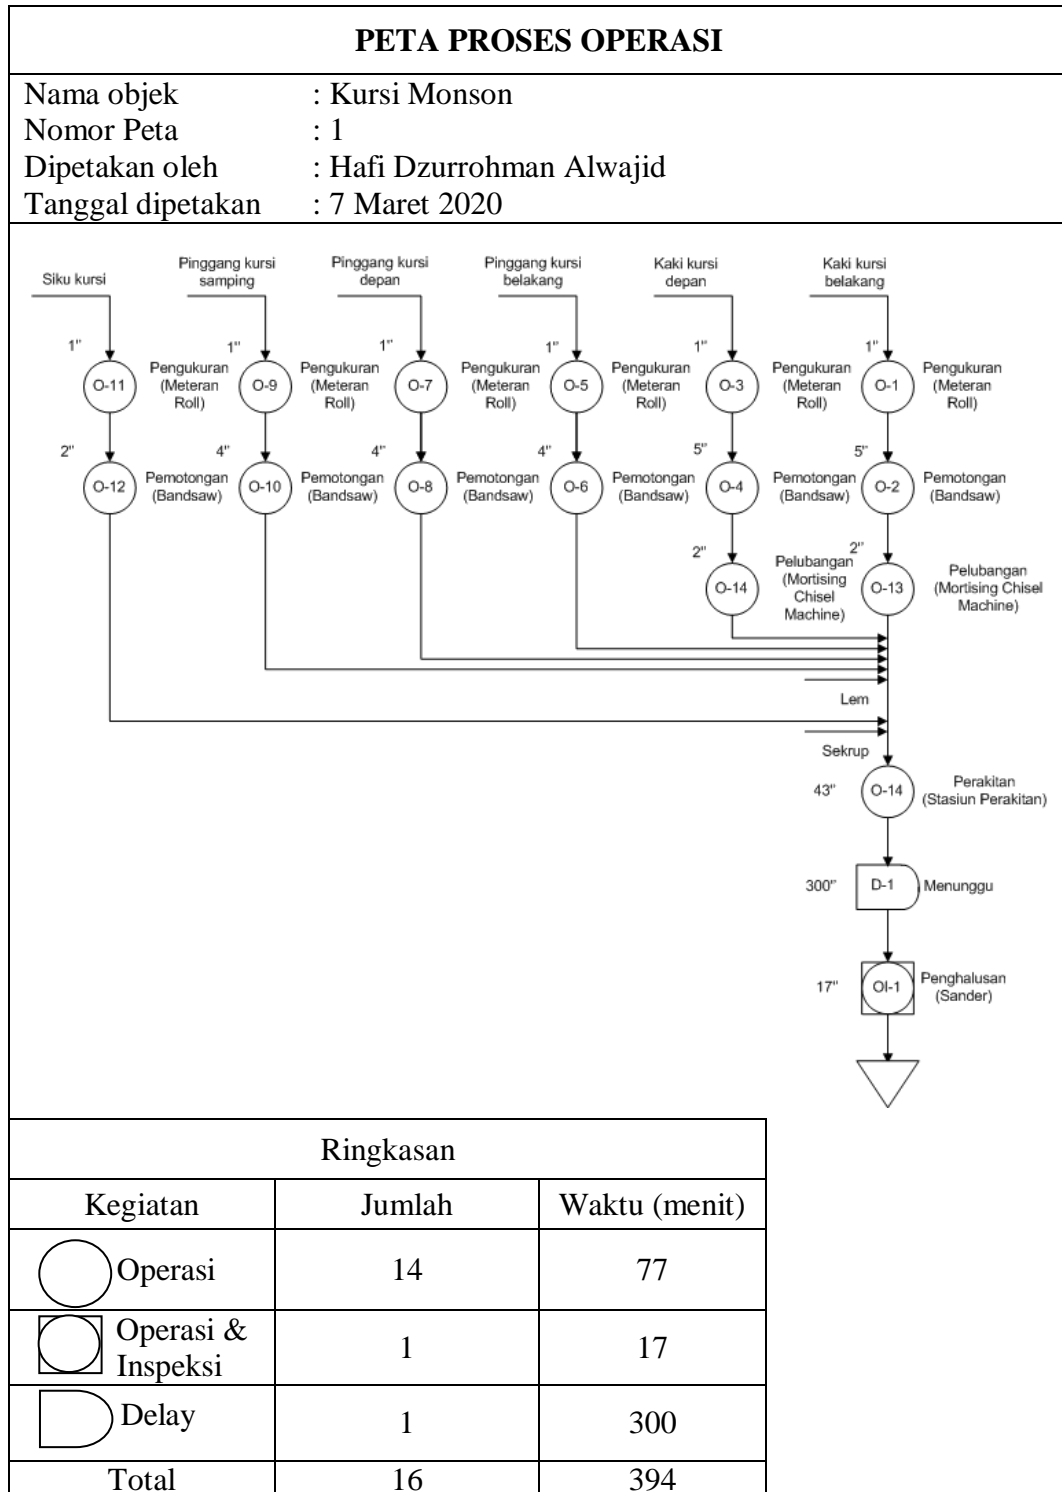 PETA PROSES OPERASI
Nama objek : Kursi Monson
Nomor Peta : 1
Dipetakan oleh : Hafi Dzurrohman Alwajid
Tanggal dipetakan : 7 Maret 2020
Siku kursi
Pinggang kursi
samping
Pinggang kursi
depan
Pinggang kursi
belakang
Kaki kursi
depan
Kaki kursi
belakang
1"
O-11
Pengukuran
(Meteran
Roll)
1"
O-9
Pengukuran
(Meteran
Roll)
1"
O-7
Pengukuran
(Meteran
Roll)
1"
O-5
Pengukuran
(Meteran
Roll)
1"
O-3
Pengukuran
(Meteran
Roll)
1"
O-1
Pengukuran
(Meteran
Roll)
2"
O-12
Pemotongan
(Bandsaw)
4"
O-10
Pemotongan
(Bandsaw)
4"
O-8
Pemotongan
(Bandsaw)
4"
O-6
Pemotongan
(Bandsaw)
5"
O-4
Pemotongan
(Bandsaw)
5"
O-2
Pemotongan
(Bandsaw)
2"
O-14
Pelubangan
(Mortising
Chisel
Machine)
2"
O-13
Pelubangan
(Mortising Chisel
Machine)
Lem
Sekrup
43"
O-14
Perakitan
(Stasiun Perakitan)
300"
D-1
Menunggu
17"
OI-1
Penghalusan
(Sander)
Ringkasan
Kegiatan Jumlah Waktu (menit)
Operasi 14 77
Operasi &
Inspeksi 1 17
Delay 1 300
Total 16 394